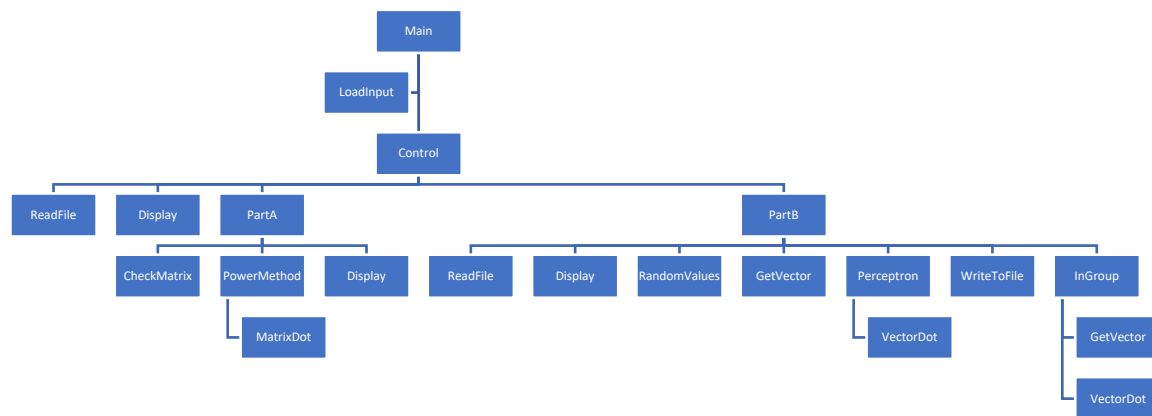 Main
LoadInput
Control
ReadFile
Display
PartA
PartB
CheckMatrix
PowerMethod
Display
ReadFile
Display
RandomValues
GetVector
Perceptron
WriteToFile
InGroup
MatrixDot
VectorDot
GetVector
VectorDot